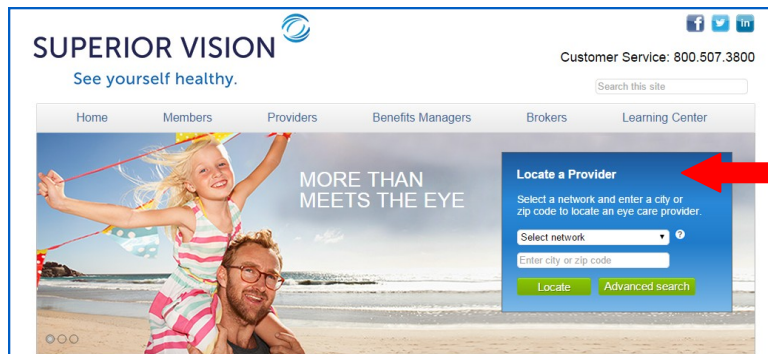 SUPERIOR VISION
See yourself healthy.
Customer Service: 800.507.3800
Search this site
Home Members Providers Benefits Managers Brokers Learning Center
MORE THAN
MEETS THE EYE
Locate a Provider
Select a network and enter a city or
zip code to locate an eye care provider.
Select network ?
Enter city or zip code
Locate Advanced search